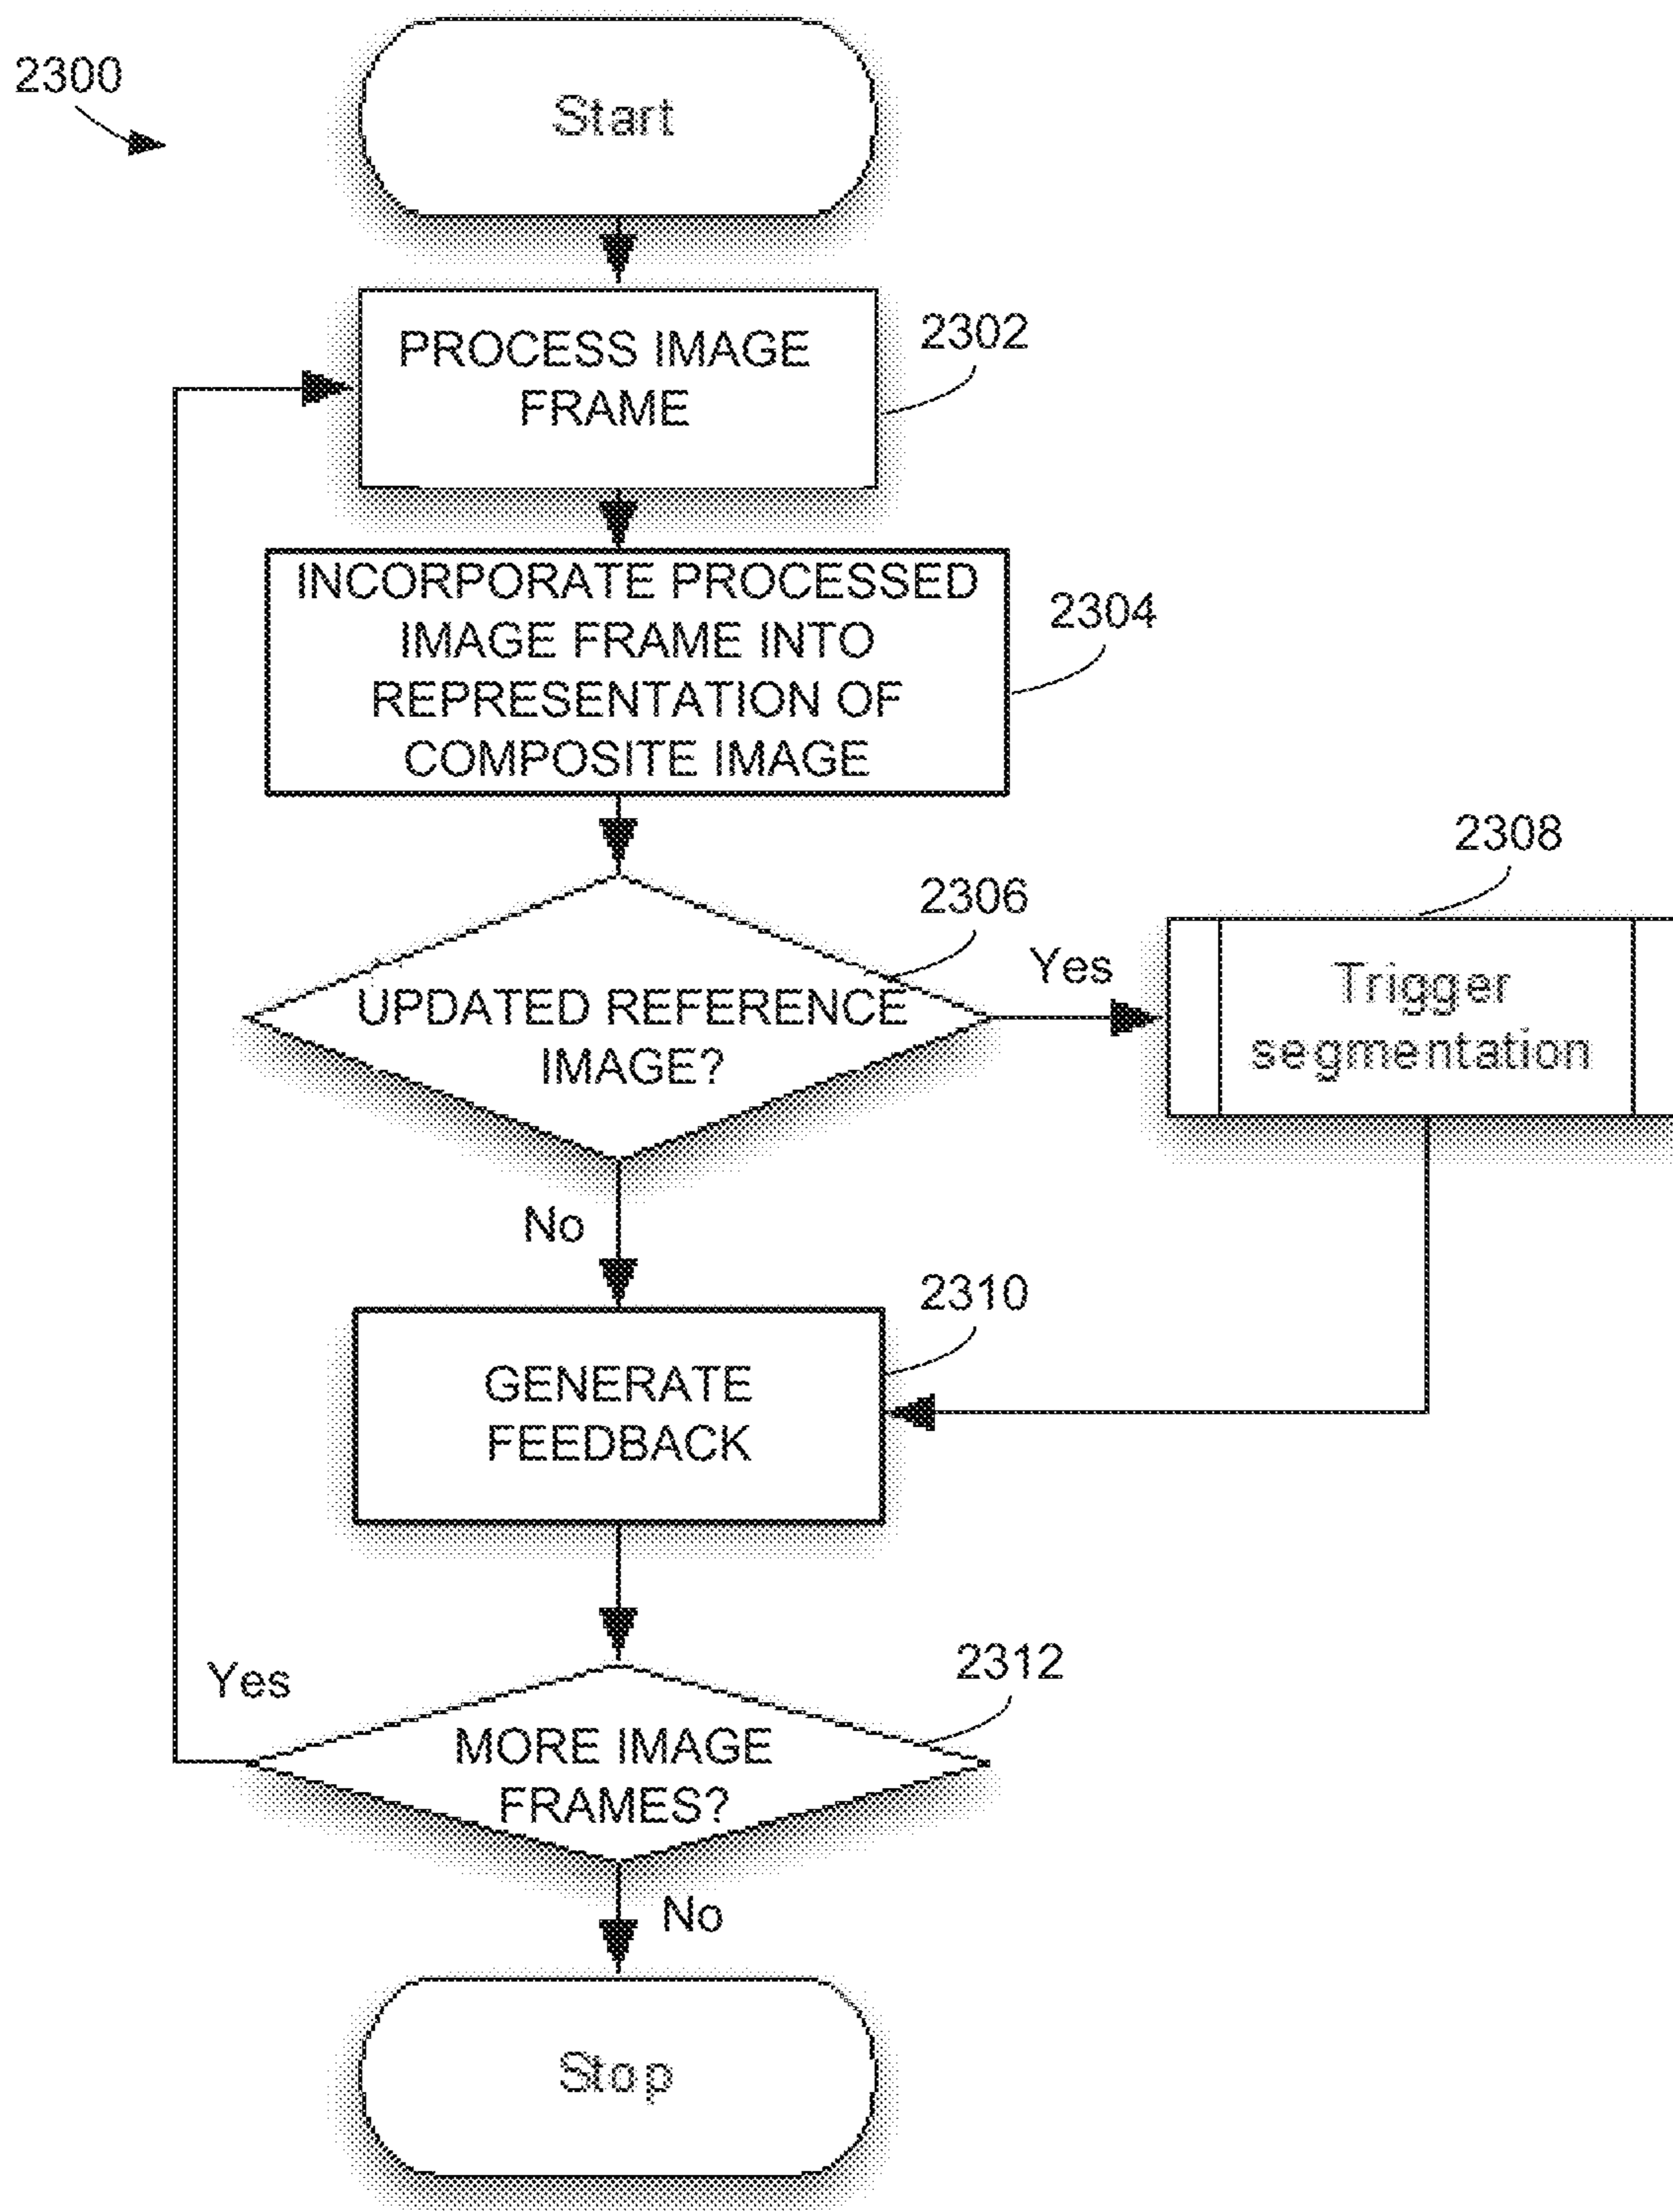 2300
Start
PROCESS IMAGE
FRAME
2302
INCORPORATE PROCESSED
IMAGE FRAME INTO
REPRESENTATION OF
COMPOSITE IMAGE
2304
2306
UPDATED REFERENCE
IMAGE?
Yes
2308
Trigger
segmentation
No
2310
GENERATE
FEEDBACK
Yes
2312
MORE IMAGE
FRAMES?
No
Stop